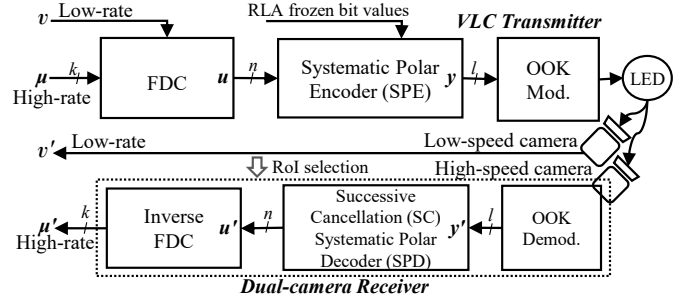 v Low-rate
RLA frozen bit values
VLC Transmitter
μ k
High-rate
FDC
u n
Systematic Polar
Encoder (SPE)
y l
OOK
Mod.
LED
v' Low-rate
Low-speed camera
RoI selection
High-speed camera
μ' k
High-rate
Inverse
FDC
u' n
Successive
Cancellation (SC)
Systematic Polar
Decoder (SPD)
y' l
OOK
Demod.
Dual-camera Receiver